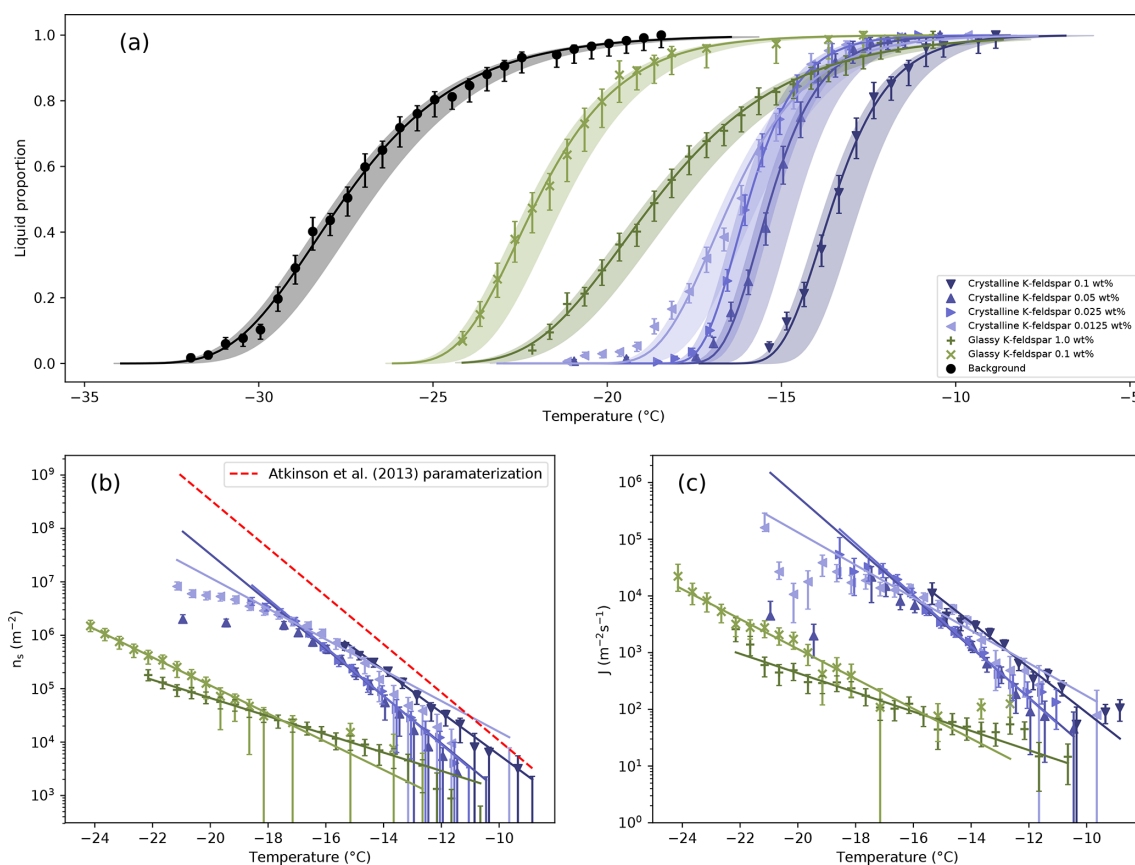 (a)
Liquid proportion
1.0
0.8
0.6
0.4
0.2
0.0
Crystalline K-feldspar 0.1 wt%
Crystalline K-feldspar 0.05 wt%
Crystalline K-feldspar 0.025 wt%
Crystalline K-feldspar 0.0125 wt%
Glassy K-feldspar 1.0 wt%
Glassy K-feldspar 0.1 wt%
Background
−35 −30 −25 −20 −15 −10 −5
Temperature (°C)
(b)
Atkinson et al. (2013) paramaterization
n_s (m⁻²)
10⁹
10⁸
10⁷
10⁶
10⁵
10⁴
10³
−24 −22 −20 −18 −16 −14 −12 −10
Temperature (°C)
(c)
J (m⁻²s⁻¹)
10⁶
10⁵
10⁴
10³
10²
10¹
10⁰
−24 −22 −20 −18 −16 −14 −12 −10
Temperature (°C)